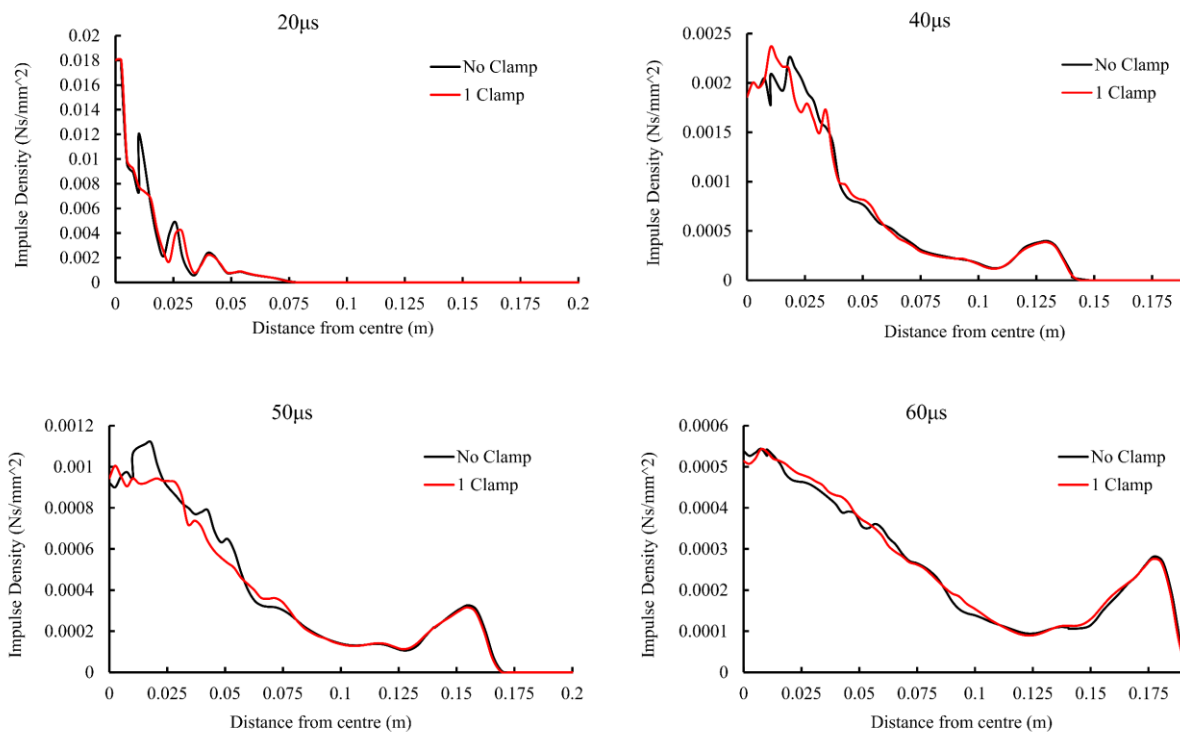 20μs
0.02
0.018
0.016
0.014
0.012
0.01
0.008
0.006
0.004
0.002
0
Impulse Density (Ns/mm^2)
No Clamp
1 Clamp
0 0.025 0.05 0.075 0.1 0.125 0.15 0.175 0.2
Distance from centre (m)
40μs
0.0025
0.002
0.0015
0.001
0.0005
0
Impulse Density (Ns/mm^2)
No Clamp
1 Clamp
0 0.025 0.05 0.075 0.1 0.125 0.15 0.175
Distance from centre (m)
50μs
0.0012
0.001
0.0008
0.0006
0.0004
0.0002
0
Impulse Density (Ns/mm^2)
No Clamp
1 Clamp
0 0.025 0.05 0.075 0.1 0.125 0.15 0.175 0.2
Distance from centre (m)
60μs
0.0006
0.0005
0.0004
0.0003
0.0002
0.0001
0
Impulse Density (Ns/mm^2)
No Clamp
1 Clamp
0 0.025 0.05 0.075 0.1 0.125 0.15 0.175
Distance from centre (m)